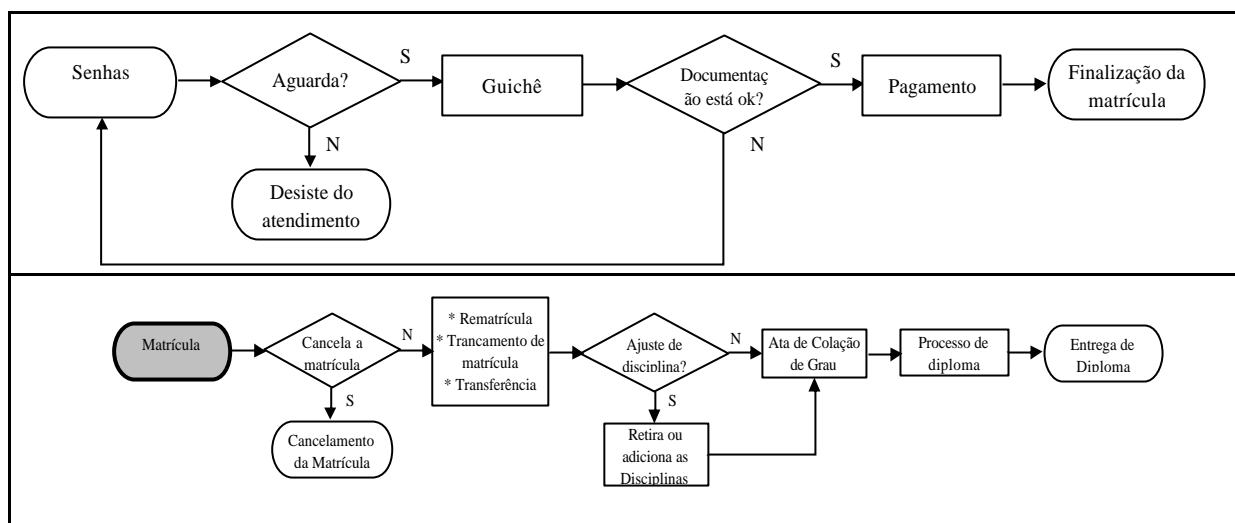 Senhas
Aguarda?
S
Guichê
Documentaç
ão está ok?
S
Pagamento
Finalização da
matrícula
N
N
Desiste do
atendimento
Matrícula
Cancela a
matrícula
N
* Rematrícula
* Trancamento de
matrícula
* Transferência
Ajuste de
disciplina?
N
Ata de Colação
de Grau
Processo de
diploma
Entrega de
Diploma
S
Cancelamento
da Matrícula
S
Retira ou
adiciona as
Disciplinas